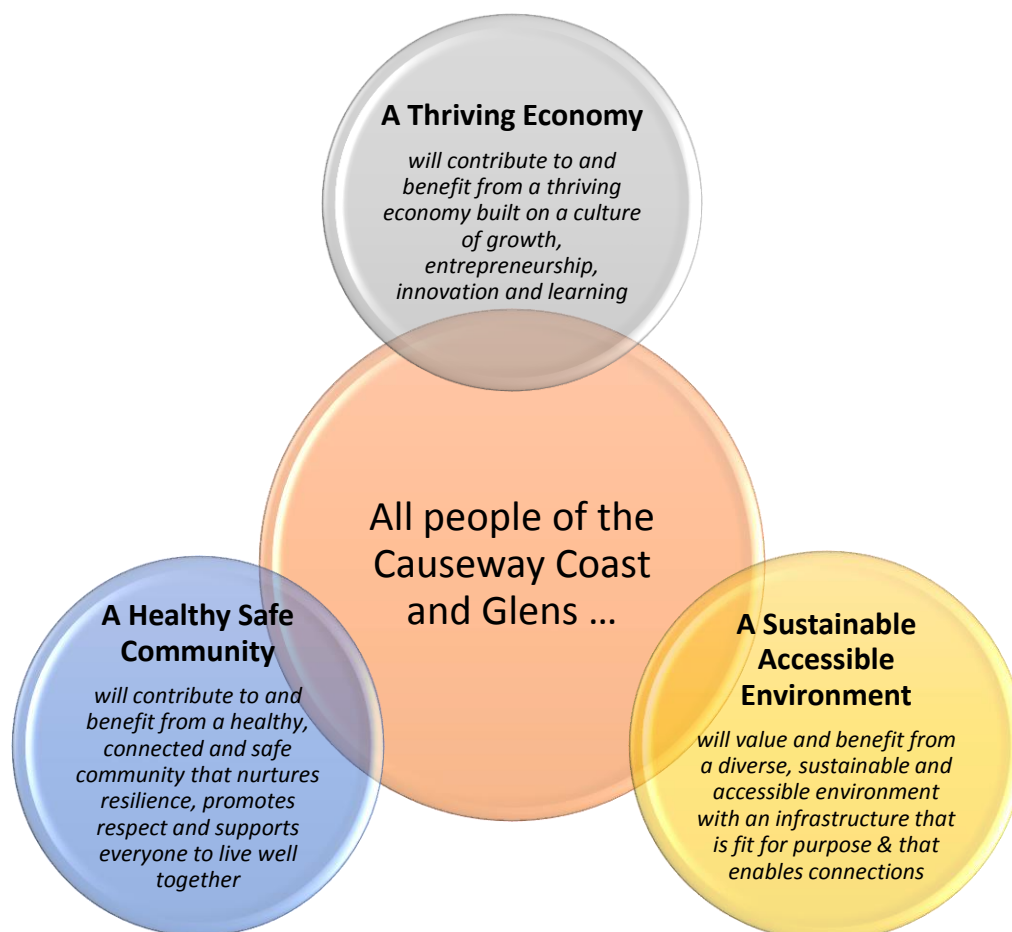 A Thriving Economy
will contribute to and
benefit from a thriving
economy built on a culture
of growth,
entrepreneurship,
innovation and learning
All people of the
Causeway Coast
and Glens ...
A Healthy Safe
Community
will contribute to and
benefit from a healthy,
connected and safe
community that nurtures
resilience, promotes
respect and supports
everyone to live well
together
A Sustainable
Accessible
Environment
will value and benefit from
a diverse, sustainable and
accessible environment
with an infrastructure that
is fit for purpose & that
enables connections